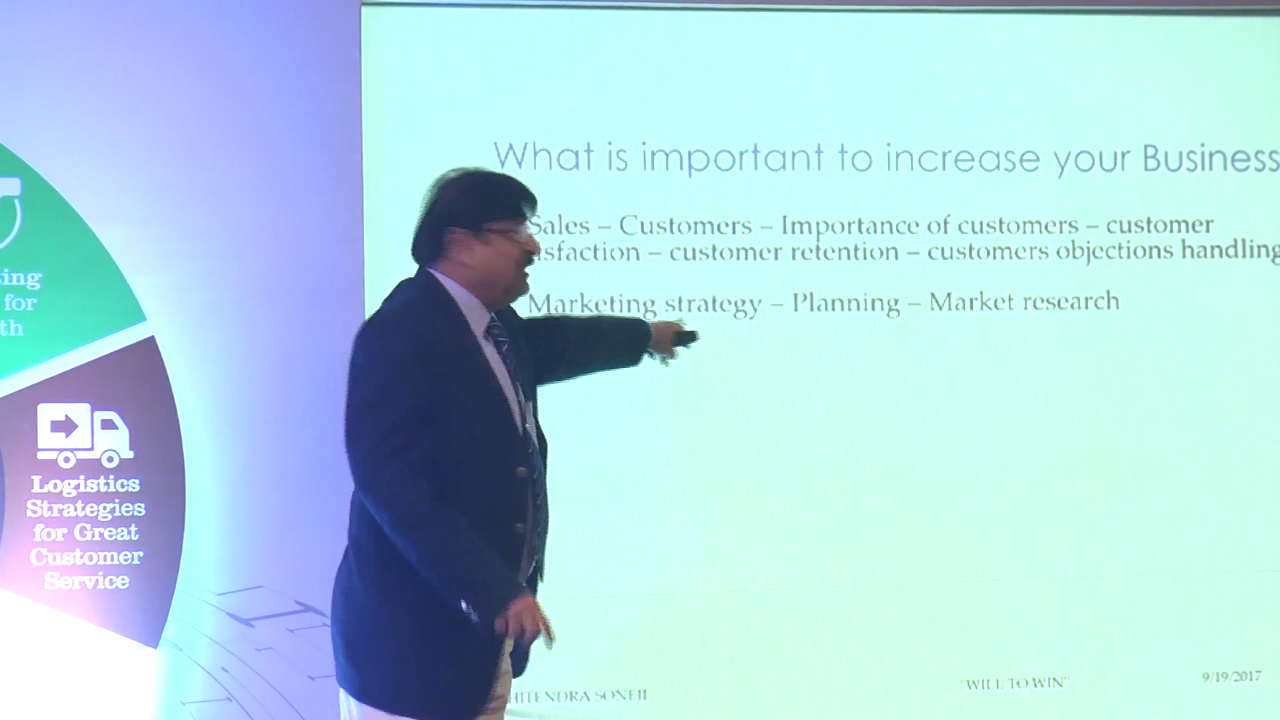 What is important to increase your Business
Sales – Customers – Importance of customers – customer
sfaction – customer retention – customers objections handling
Marketing strategy – Planning – Market research
HITENDRA SONEJI
"WILL TO WIN"
9/19/2017
ing
for
th
Logistics
Strategies
for Great
Customer
Service